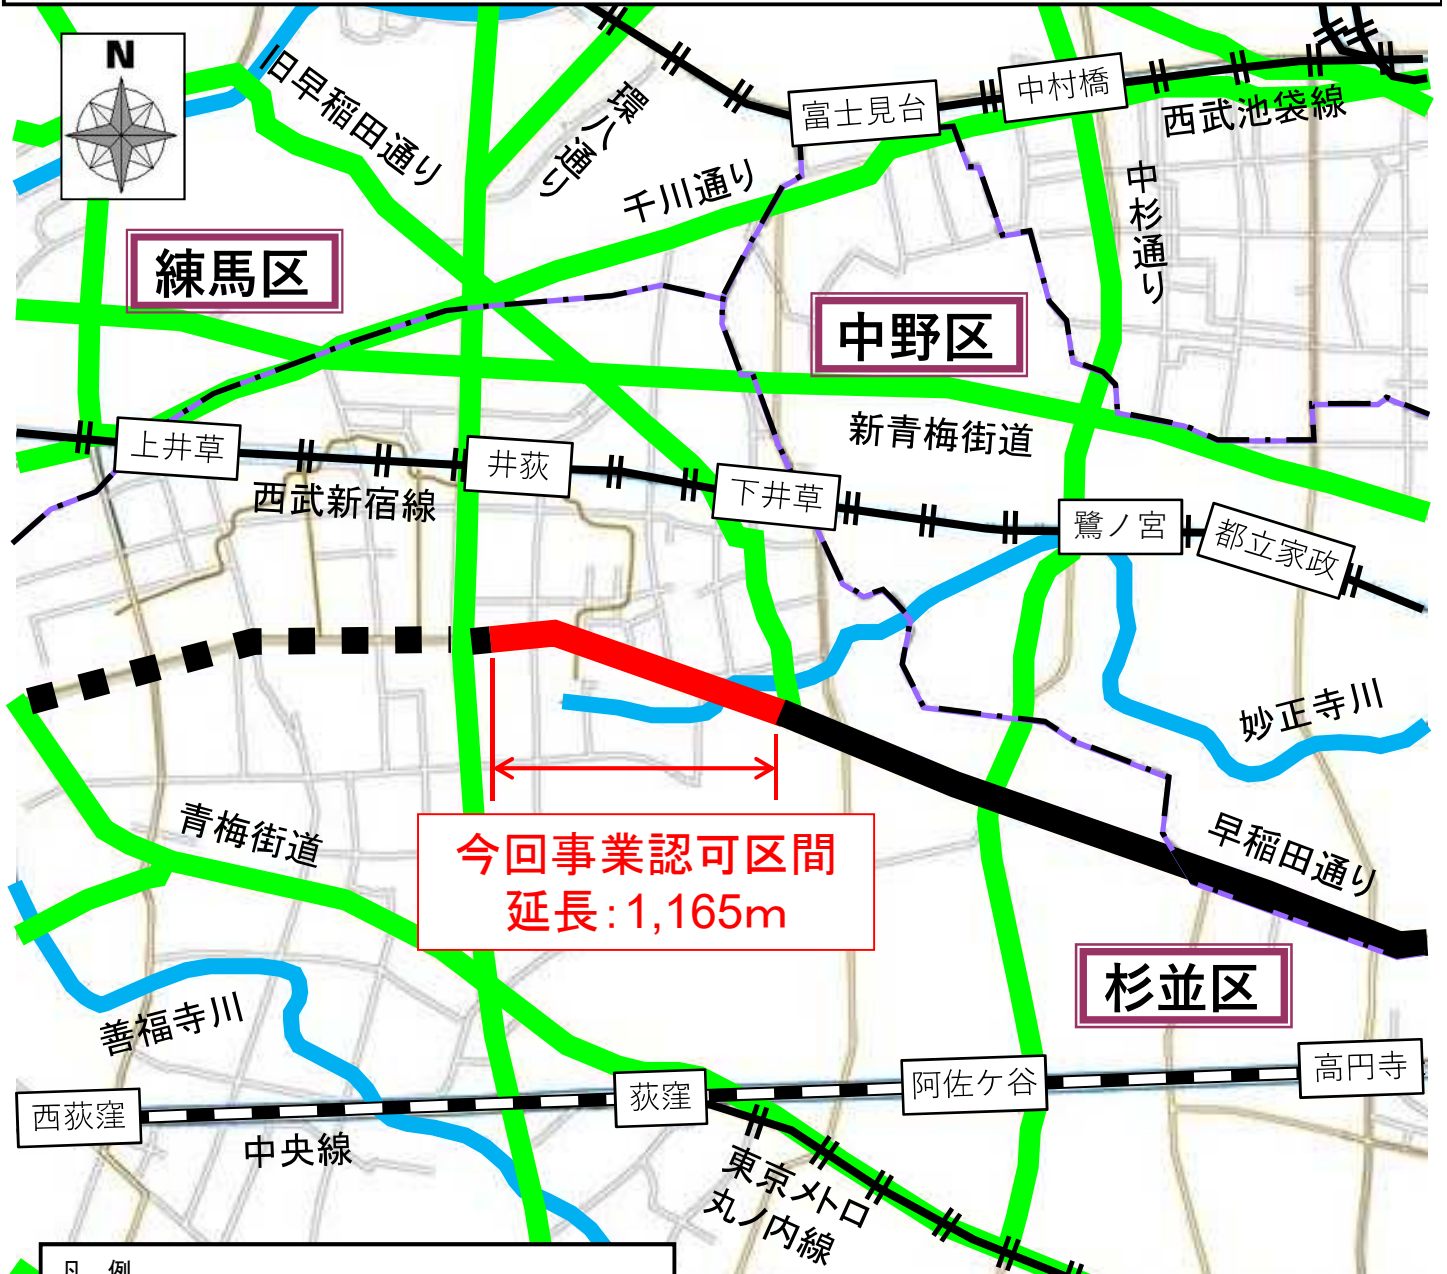 N
旧早稲田通り
環八通り
富士見台
中村橋
西武池袋線
千川通り
中杉通り
練馬区
中野区
新青梅街道
上井草
井荻
下井草
西武新宿線
鷺ノ宮
都立家政
妙正寺川
青梅街道
今回事業認可区間
延長:1,165m
早稲田通り
杉並区
善福寺川
西荻窪
荻窪
阿佐ケ谷
高円寺
中央線
東京メトロ
丸ノ内線
凡 例